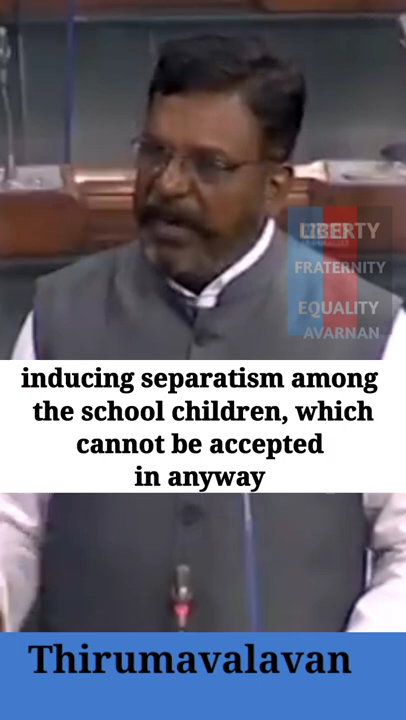 LIBERTY
FRATERNITY
EQUALITY
AVARNAN
inducing separatism among
the school children, which
cannot be accepted
in anyway
Thirumavalavan